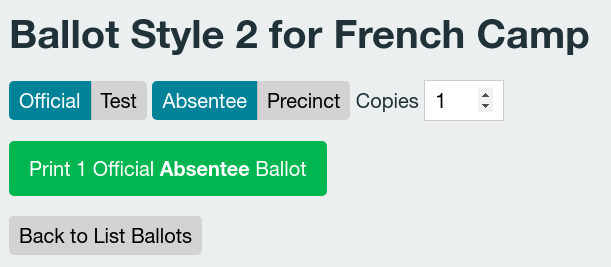 Ballot Style 2 for French Camp
Official Test Absentee Precinct Copies 1
Print 1 Official Absentee Ballot
Back to List Ballots